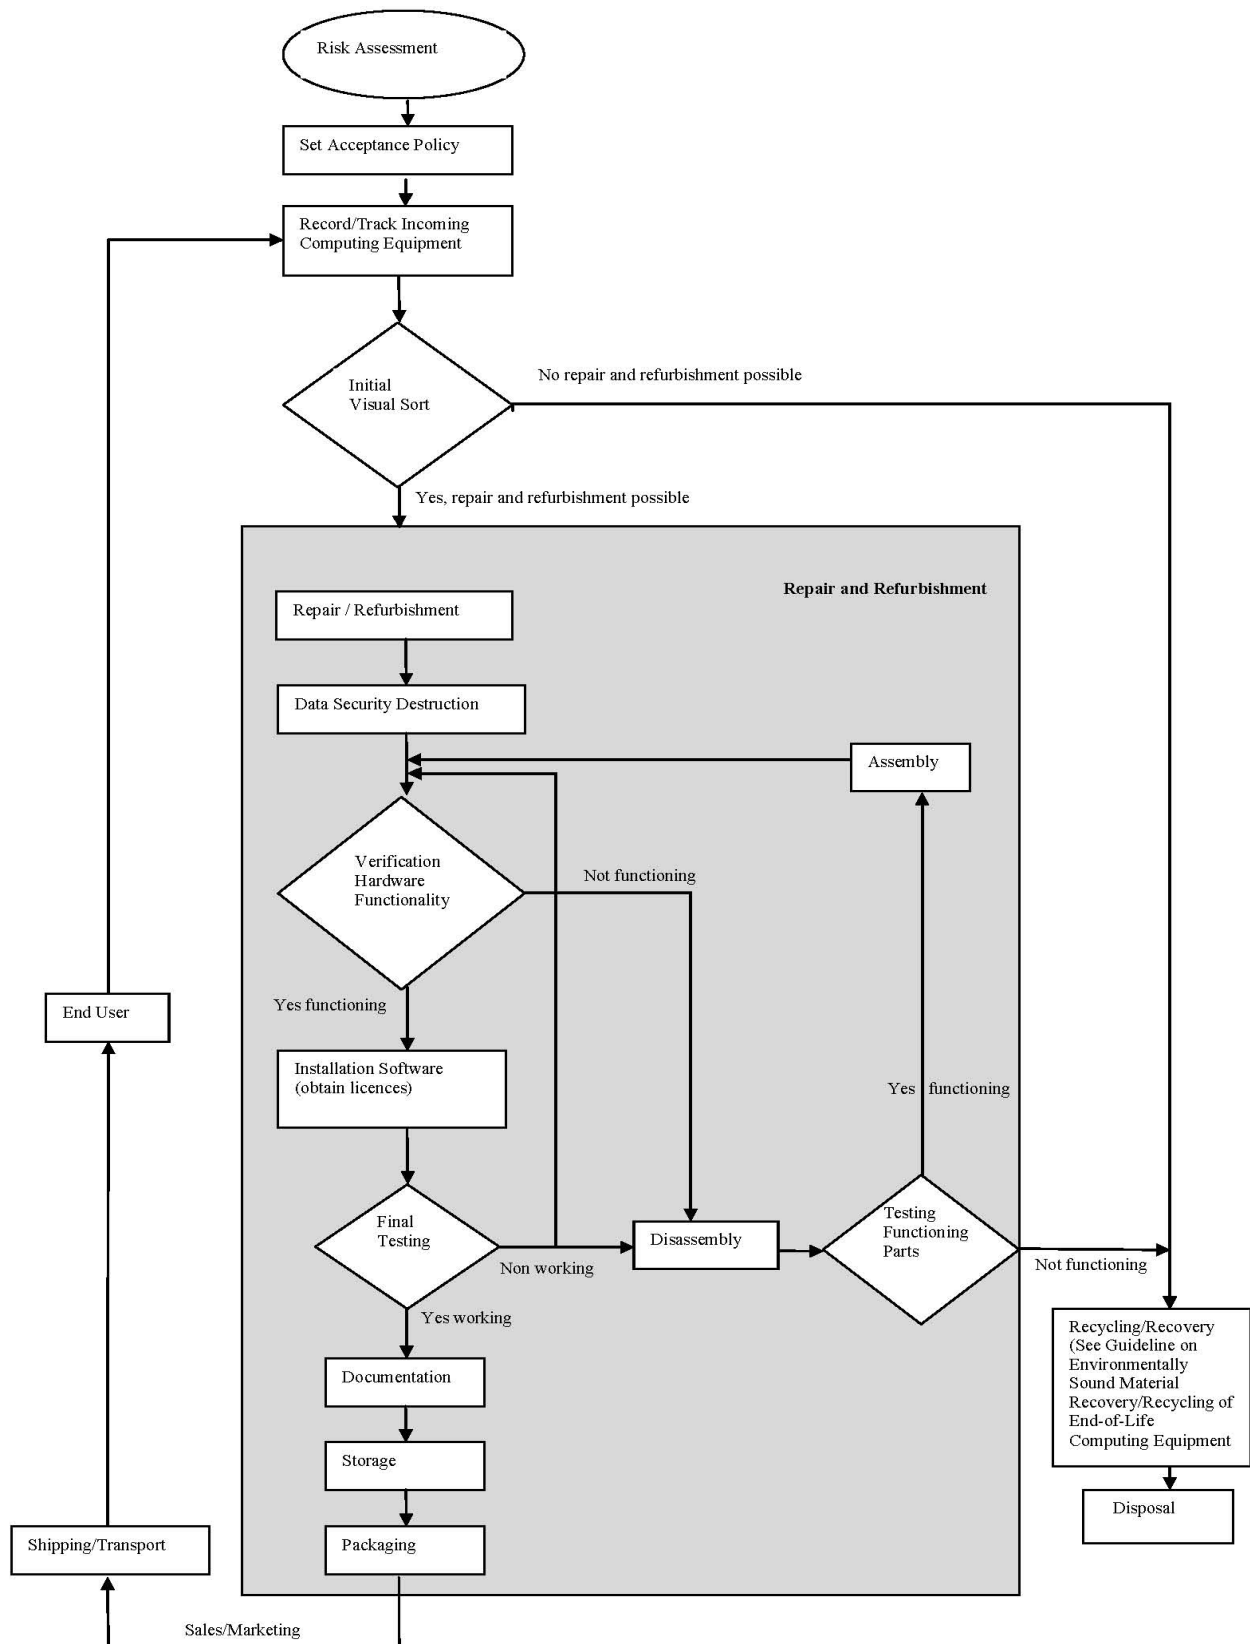 Risk Assessment
Set Acceptance Policy
Record/Track Incoming
Computing Equipment
No repair and refurbishment possible
Initial
Visual Sort
Yes, repair and refurbishment possible
Repair and Refurbishment
Repair / Refurbishment
Data Security Destruction
Assembly
Verification
Hardware
Functionality
Not functioning
Yes functioning
End User
Installation Software
(obtain licences)
Yes functioning
Final
Testing
Non working
Disassembly
Testing
Functioning
Parts
Not functioning
Yes working
Recycling/Recovery
(See Guideline on
Environmentally
Sound Material
Recovery/Recycling of
End-of-Life
Computing Equipment
Documentation
Storage
Disposal
Packaging
Shipping/Transport
Sales/Marketing